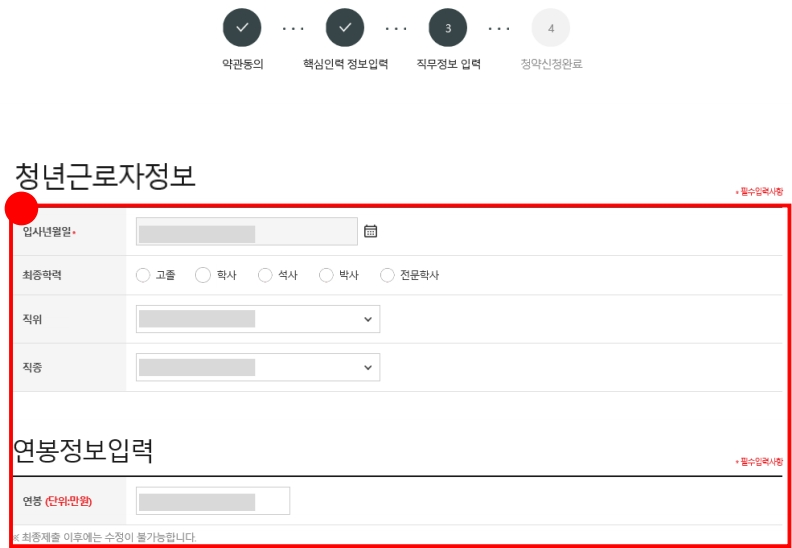 3
4
약관동의 핵심인력 정보입력 직무정보 입력 청약신청완료
청년근로자정보
* 필수입력사항
입사년월일*
최종학력 고졸 학사 석사 박사 전문학사
직위
직종
연봉정보입력
* 필수입력사항
연봉 (단위:만원)
※ 최종제출 이후에는 수정이 불가능합니다.